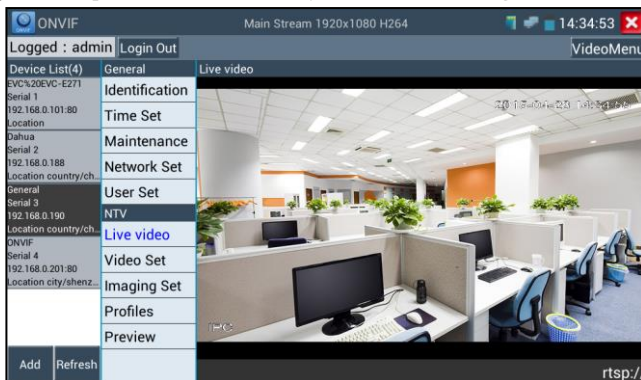 ONVIF
Main Stream 1920x1080 H264
14:34:53
Logged : admin
Login Out
VideoMenu
Device List(4)
EVC%20EVC-E271
Serial 1
192.168.0.101:80
Location
Dahua
Serial 2
192.168.0.188
Location country/ch...
General
Serial 3
192.168.0.190
Location country/ch...
ONVIF
Serial 4
192.168.0.201:80
Location city/shenz...
Add
Refresh
General
Identification
Time Set
Maintenance
Network Set
User Set
NTV
Live video
Video Set
Imaging Set
Profiles
Preview
Live video
IPC
rtsp:/